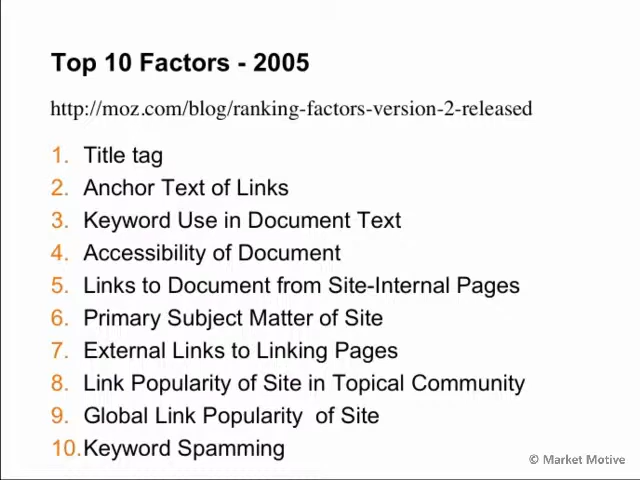 Top 10 Factors - 2005
http://moz.com/blog/ranking-factors-version-2-released
1. Title tag
2. Anchor Text of Links
3. Keyword Use in Document Text
4. Accessibility of Document
5. Links to Document from Site-Internal Pages
6. Primary Subject Matter of Site
7. External Links to Linking Pages
8. Link Popularity of Site in Topical Community
9. Global Link Popularity of Site
10. Keyword Spamming
© Market Motive